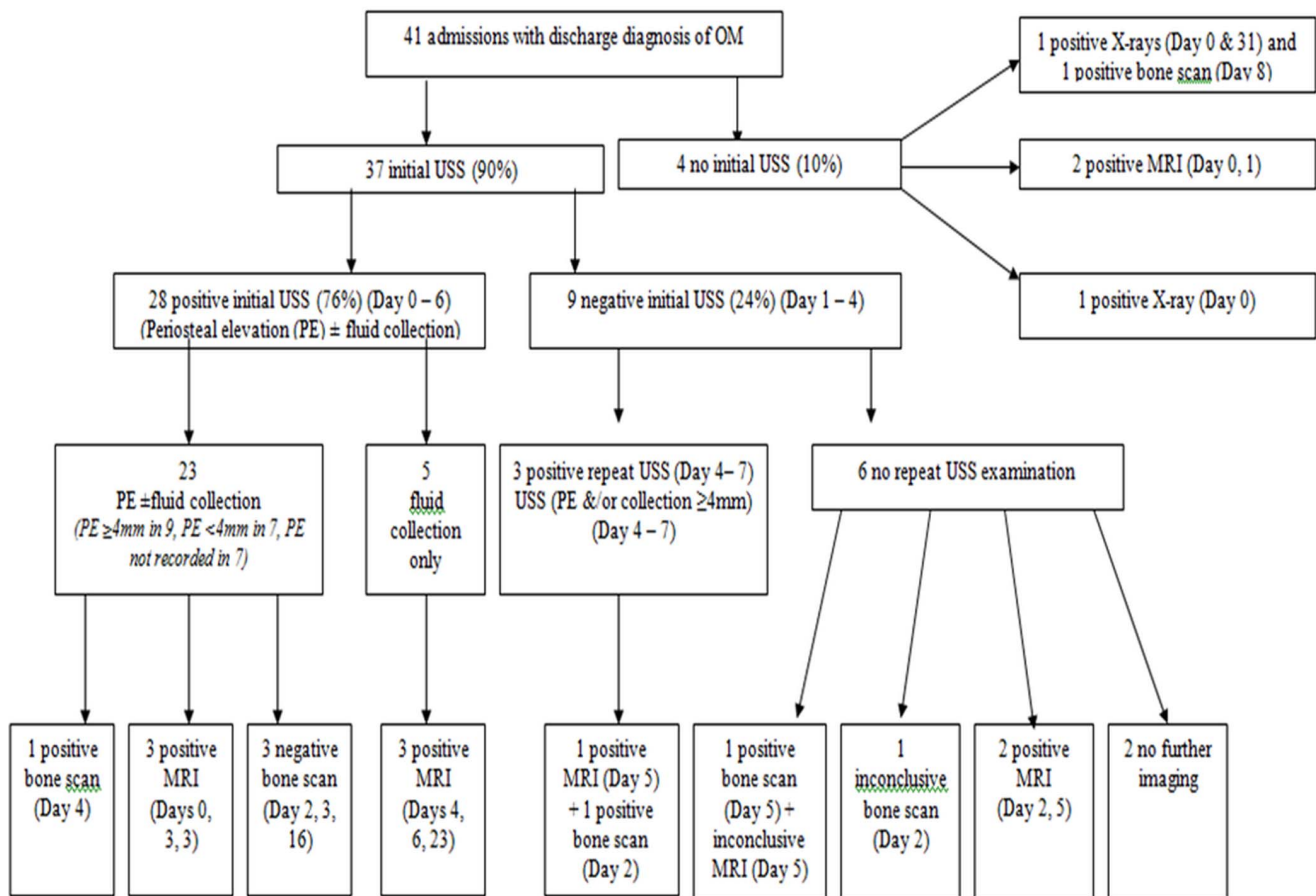 41 admissions with discharge diagnosis of OM
1 positive X-rays (Day 0 & 31) and
1 positive bone scan (Day 8)
37 initial USS (90%)
4 no initial USS (10%)
2 positive MRI (Day 0, 1)
28 positive initial USS (76%) (Day 0 – 6)
(Periosteal elevation (PE) ± fluid collection)
9 negative initial USS (24%) (Day 1 – 4)
1 positive X-ray (Day 0)
23
PE ±fluid collection
(PE ≥4mm in 9, PE <4mm in 7, PE
not recorded in 7)
5
fluid
collection
only
3 positive repeat USS (Day 4– 7)
USS (PE &/or collection ≥4mm)
(Day 4 – 7)
6 no repeat USS examination
1 positive
bone scan
(Day 4)
3 positive
MRI
(Days 0,
3, 3)
3 negative
bone scan
(Day 2, 3,
16)
3 positive
MRI
(Days 4,
6, 23)
1 positive
MRI (Day 5)
+ 1 positive
bone scan
(Day 2)
1 positive
bone scan
(Day 5) +
inconclusive
MRI (Day 5)
1
inconclusive
bone scan
(Day 2)
2 positive
MRI
(Day 2, 5)
2 no further
imaging